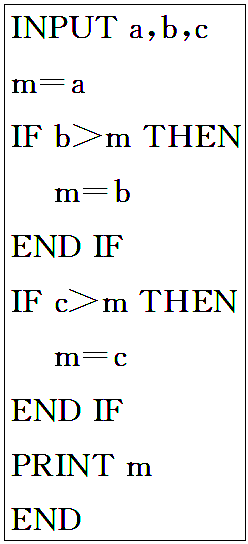 INPUT a,b,c
m=a
IF b>m THEN
m=b
END IF
IF c>m THEN
m=c
END IF
PRINT m
END